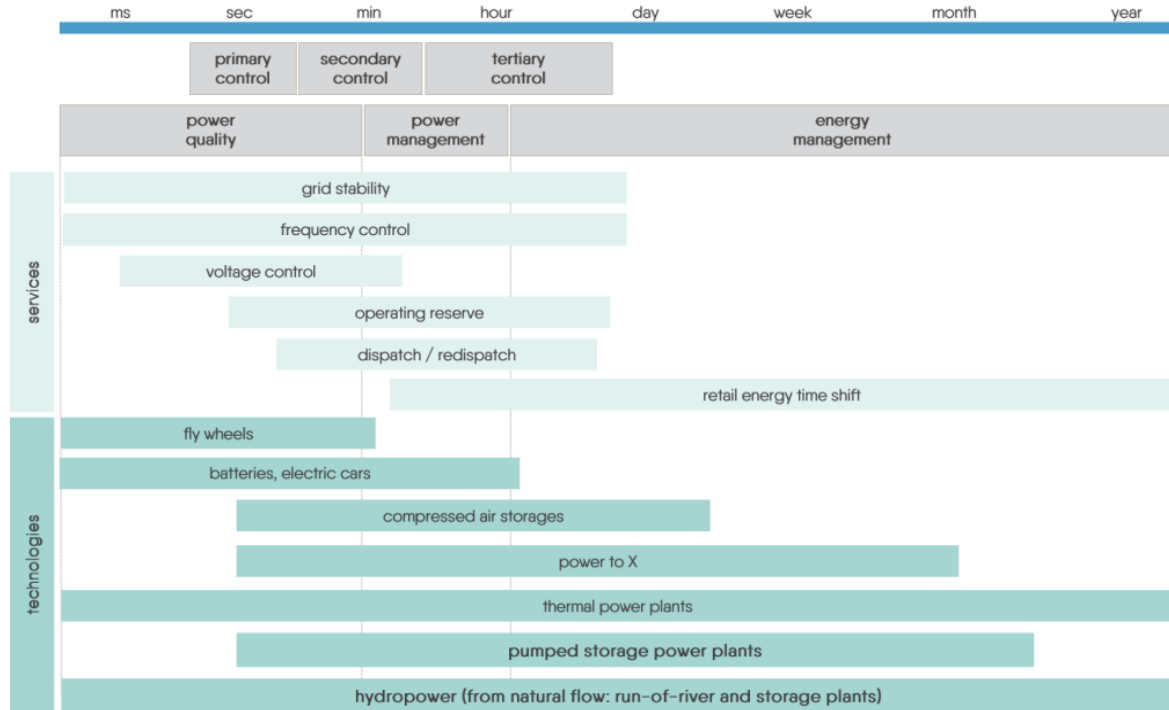 ms sec min hour day week month year
primary
control
secondary
control
tertiary
control
power
quality
power
management
energy
management
services
grid stability
frequency control
voltage control
operating reserve
dispatch / redispatch
retail energy time shift
technologies
fly wheels
batteries, electric cars
compressed air storages
power to X
thermal power plants
pumped storage power plants
hydropower (from natural flow: run-of-river and storage plants)